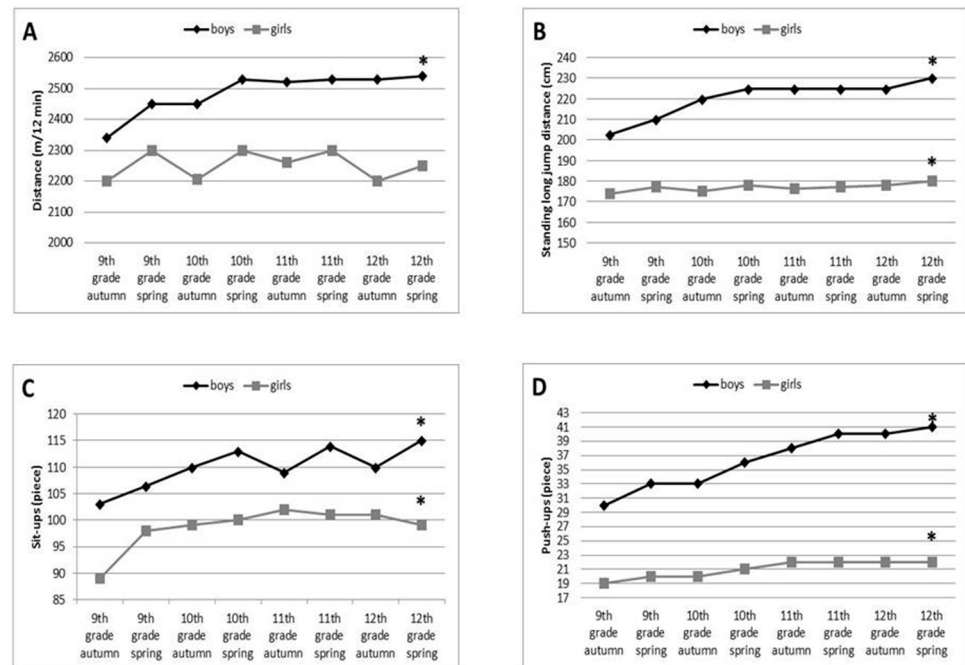 A
boys girls
*
2600
2500
2400
2300
2200
2100
2000
Distance (m/12 min)
9th grade autumn
9th grade spring
10th grade autumn
10th grade spring
11th grade autumn
11th grade spring
12th grade autumn
12th grade spring
B
boys girls
*
*
240
230
220
210
200
190
180
170
160
150
Standing long jump distance (cm)
9th grade autumn
9th grade spring
10th grade autumn
10th grade spring
11th grade autumn
11th grade spring
12th grade autumn
12th grade spring
C
boys girls
*
*
120
115
110
105
100
95
90
85
Sit-ups (piece)
9th grade autumn
9th grade spring
10th grade autumn
10th grade spring
11th grade autumn
11th grade spring
12th grade autumn
12th grade spring
D
boys girls
*
*
43
41
39
37
35
33
31
29
27
25
23
21
19
17
Push-ups (piece)
9th grade autumn
9th grade spring
10th grade autumn
10th grade spring
11th grade autumn
11th grade spring
12th grade autumn
12th grade spring